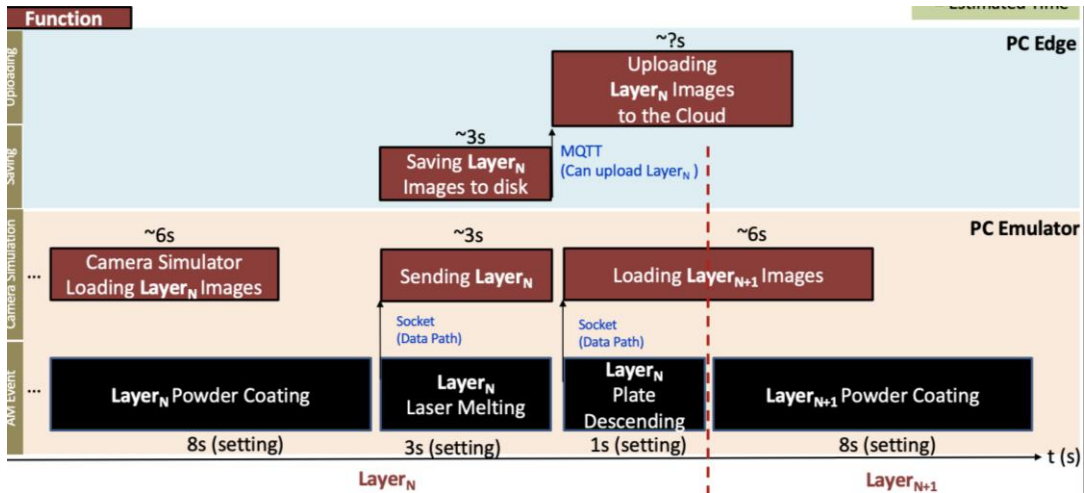 Function
Estimated Time
PC Edge
Uploading
~?s
Uploading
Layer_N Images
to the Cloud
Saving
~3s
Saving Layer_N
Images to disk
MQTT
(Can upload Layer_N )
PC Emulator
Camera Simulation
...
~6s
Camera Simulator
Loading Layer_N Images
~3s
Sending Layer_N
~6s
Loading Layer_N+1 Images
Socket
(Data Path)
Socket
(Data Path)
AM Event
...
Layer_N Powder Coating
Layer_N
Laser Melting
Layer_N
Plate
Descending
Layer_N+1 Powder Coating
8s (setting)
3s (setting)
1s (setting)
8s (setting)
t (s)
Layer_N
Layer_N+1